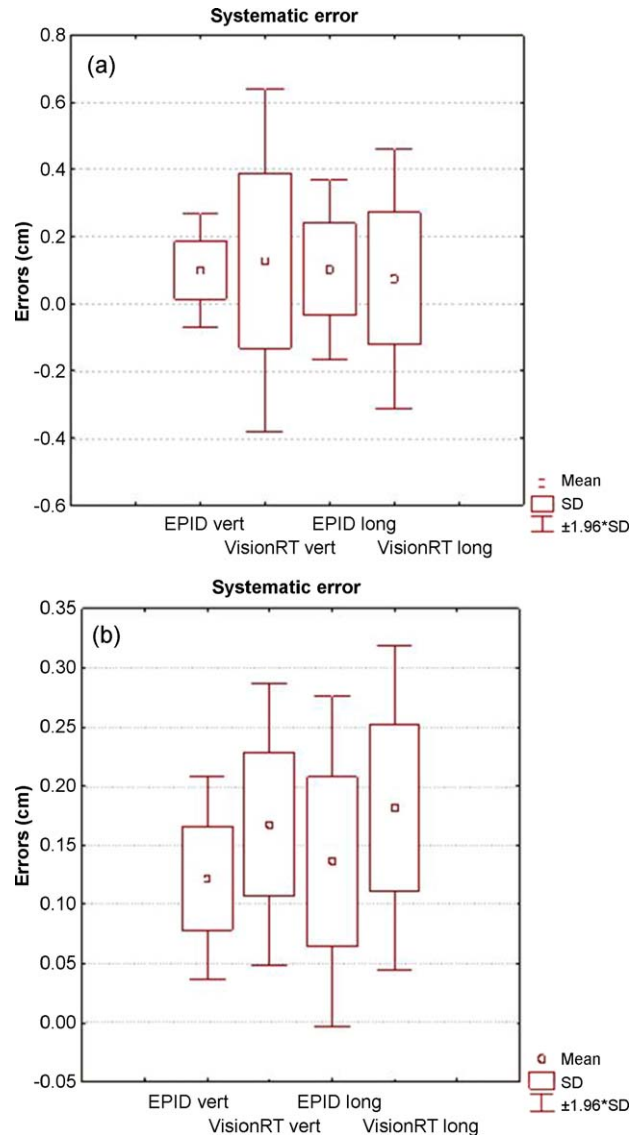 Systematic error
(a)
Errors (cm)
0.8
0.6
0.4
0.2
0.0
-0.2
-0.4
-0.6
EPID vert
EPID long
VisionRT vert
VisionRT long
Mean
SD
±1.96*SD
Systematic error
(b)
Errors (cm)
0.35
0.30
0.25
0.20
0.15
0.10
0.05
0.00
-0.05
EPID vert
EPID long
VisionRT vert
VisionRT long
Mean
SD
±1.96*SD